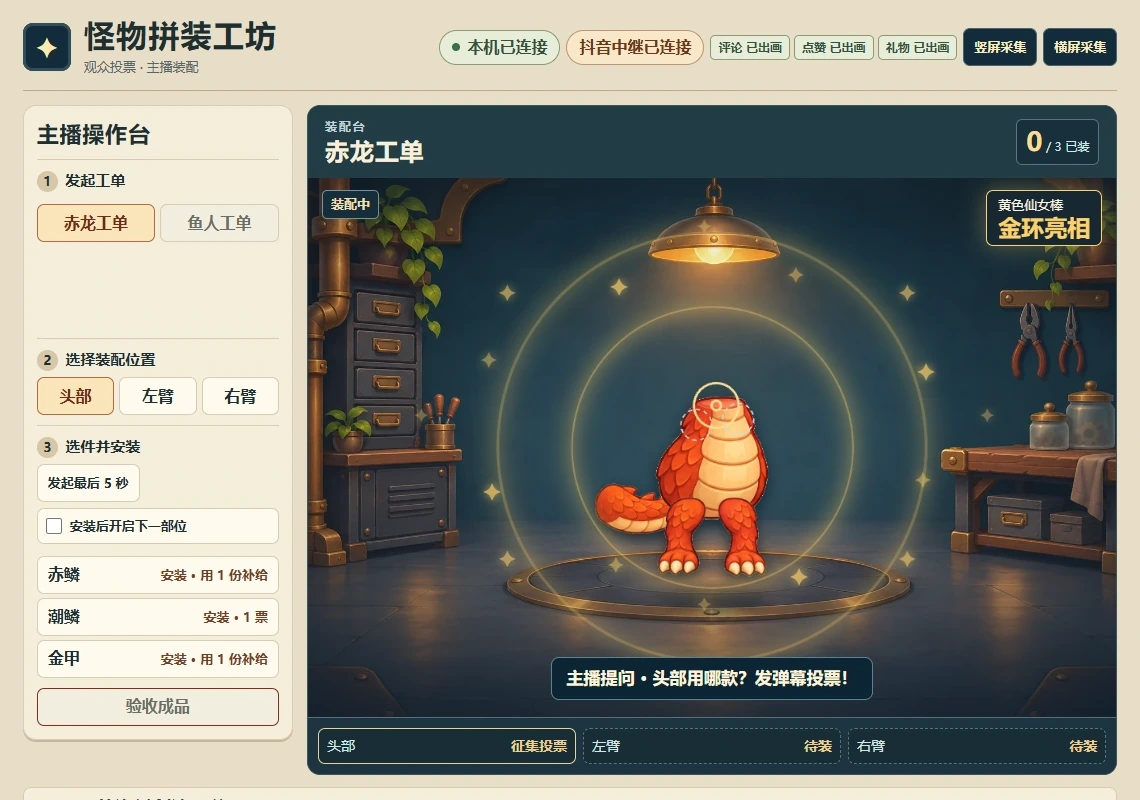 怪物拼装工坊
观众投票 · 主播装配
本机已连接
抖音中继已连接
评论 已出画
点赞 已出画
礼物 已出画
竖屏采集
横屏采集
主播操作台
1 发起工单
赤龙工单
鱼人工单
2 选择装配位置
头部
左臂
右臂
3 选件并安装
发起最后 5 秒
安装后开启下一部位
赤鳞 安装 • 用 1 份补给
潮鳞 安装 • 1 票
金甲 安装 • 用 1 份补给
验收成品
装配台
赤龙工单
0 / 3 已装
装配中
黄色仙女棒
金环亮相
主播提问 • 头部用哪款？发弹幕投票！
头部 征集投票
左臂 待装
右臂 待装